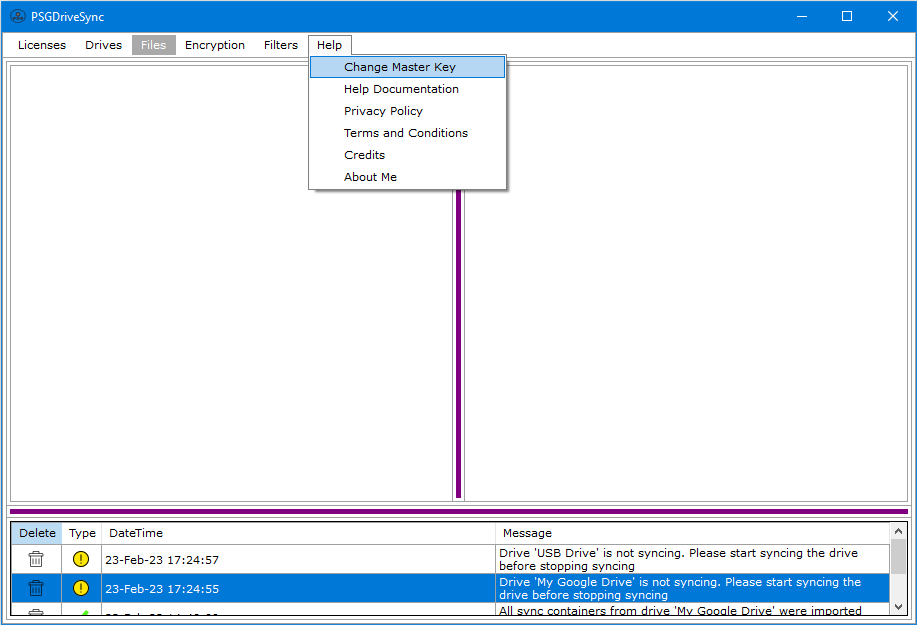 PSGDriveSync
Licenses Drives Files Encryption Filters Help
Change Master Key
Help Documentation
Privacy Policy
Terms and Conditions
Credits
About Me
Delete Type DateTime Message
23-Feb-23 17:24:57 Drive 'USB Drive' is not syncing. Please start syncing the drive
before stopping syncing
23-Feb-23 17:24:55 Drive 'My Google Drive' is not syncing. Please start syncing the
drive before stopping syncing
All sync containers from drive 'My Google Drive' were imported